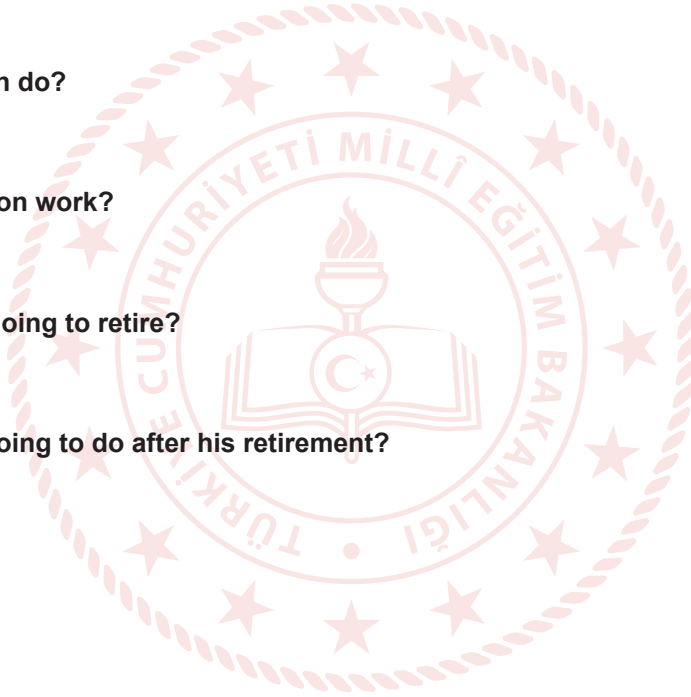 n do?
on work?
oing to retire?
oing to do after his retirement?
TÜRKİYE CUMHURİYETİ MİLLÎ EĞİTİM BAKANLIĞI